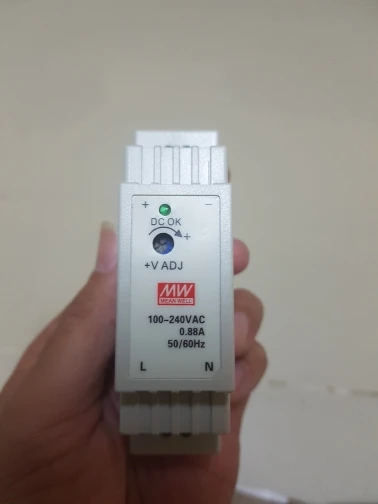 + −
DC OK
+
+V ADJ
MW
MEAN WELL
100-240VAC
0.88A
50/60Hz
L N